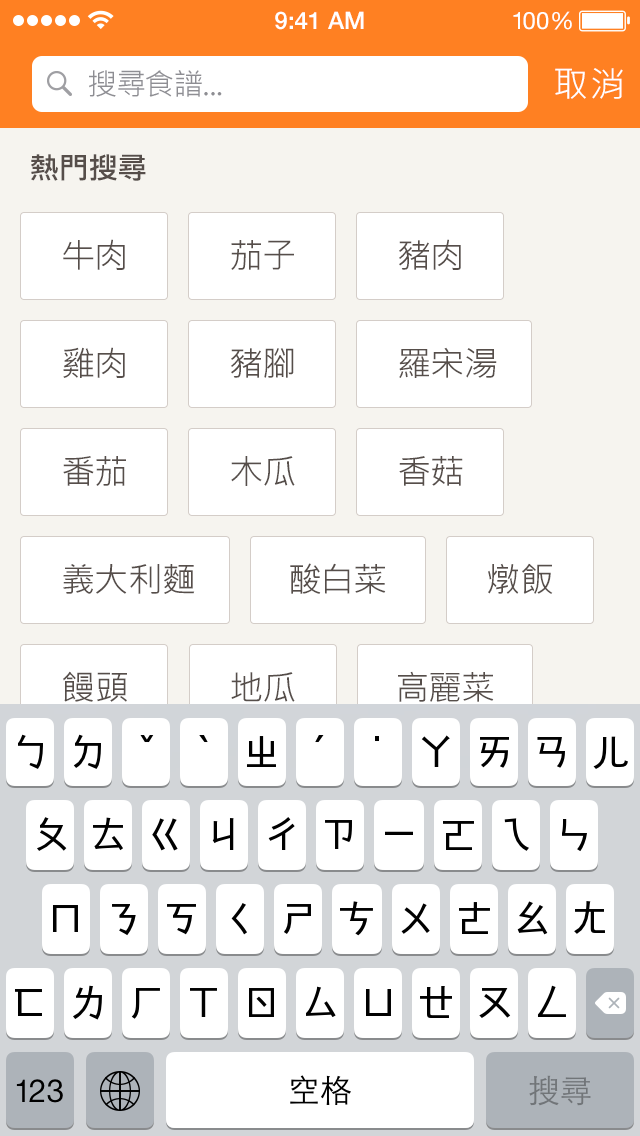 9:41 AM 100%
搜尋食譜... 取消
熱門搜尋
牛肉 茄子 豬肉
雞肉 豬腳 羅宋湯
番茄 木瓜 香菇
義大利麵 酸白菜 燉飯
饅頭 地瓜 高麗菜
ㄅ ㄉ ˇ ˋ ㄓ ˊ ˙ ㄚ ㄞ ㄢ ㄦ
ㄆ ㄊ ㄍ ㄐ ㄔ ㄗ ㄧ ㄛ ㄟ ㄣ
ㄇ ㄋ ㄎ ㄑ ㄕ ㄘ ㄨ ㄜ ㄠ ㄤ
ㄈ ㄌ ㄏ ㄒ ㄖ ㄙ ㄩ ㄝ ㄡ ㄥ
123 空格 搜尋